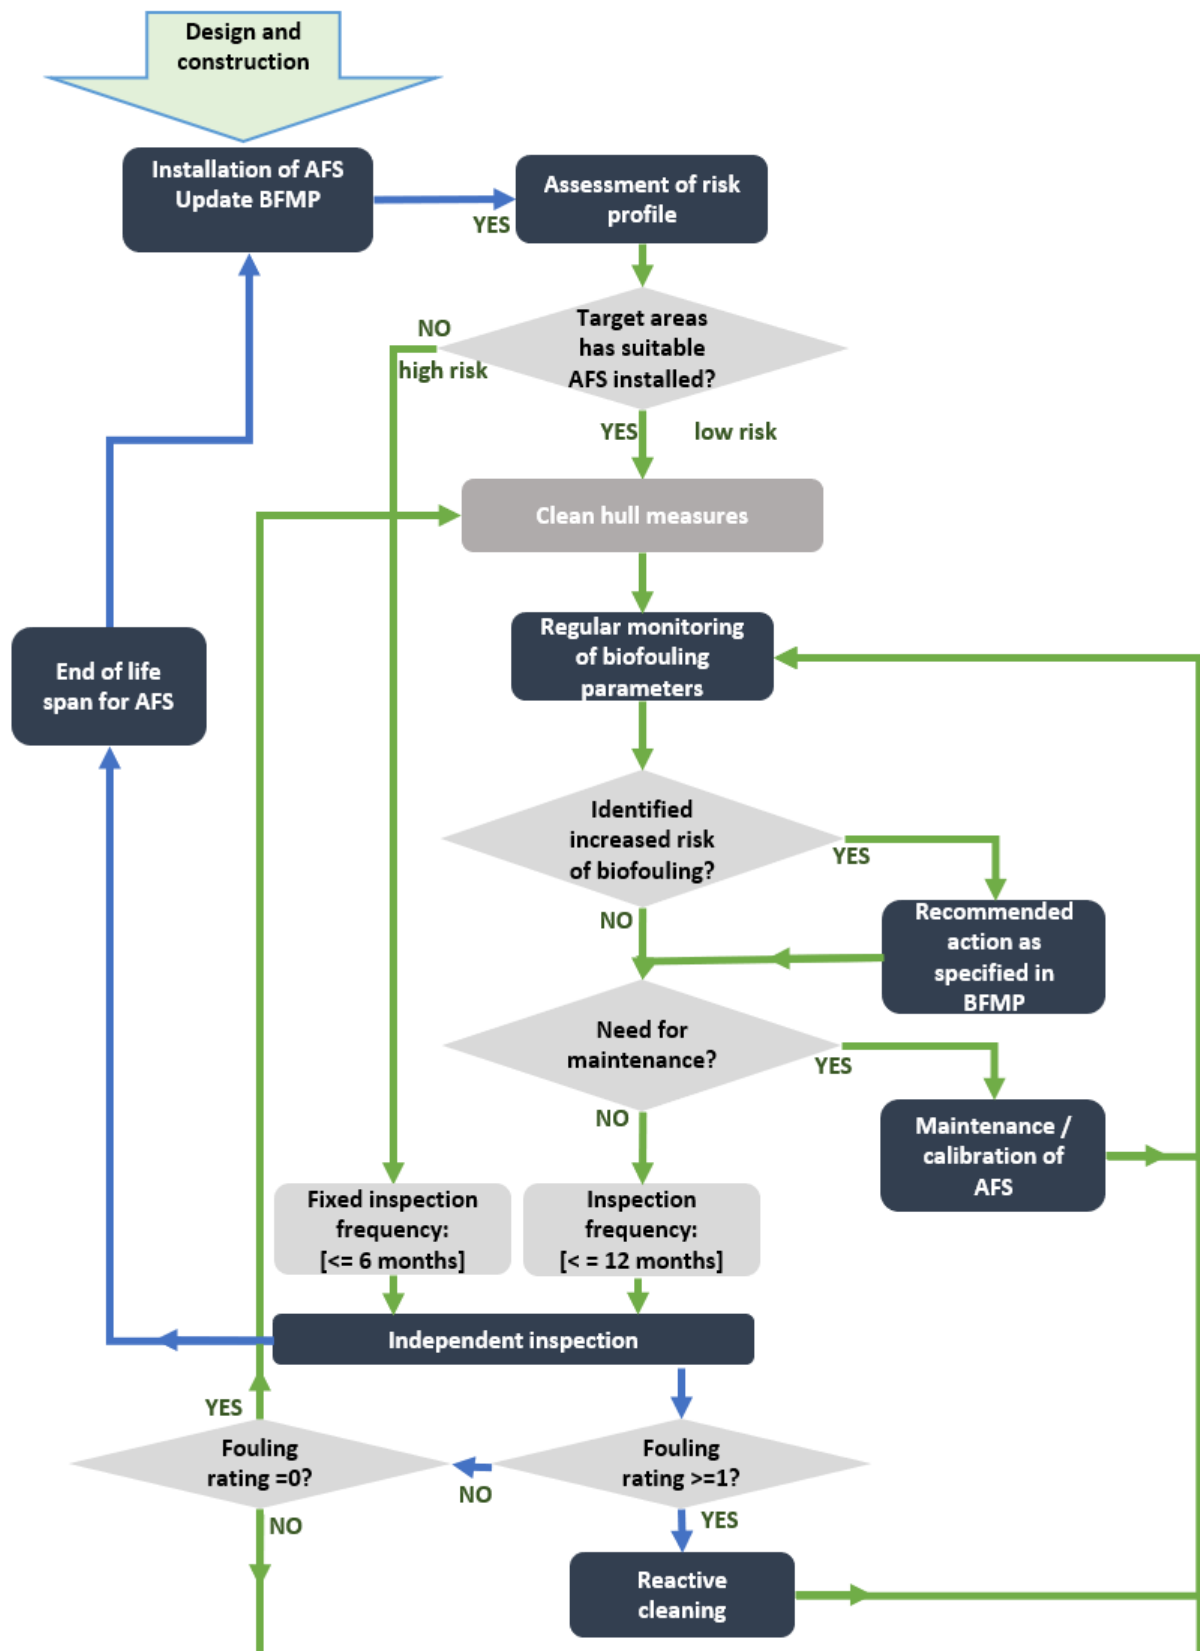 Design and
construction
Installation of AFS
Update BFMP
YES
Assessment of risk
profile
Target areas
has suitable
AFS installed?
NO
high risk
YES
low risk
Clean hull measures
Regular monitoring
of biofouling
parameters
End of life
span for AFS
Identified
increased risk
of biofouling?
YES
NO
Recommended
action as
specified in
BFMP
Need for
maintenance?
YES
NO
Maintenance /
calibration of
AFS
Fixed inspection
frequency:
[<= 6 months]
Inspection
frequency:
[< = 12 months]
Independent inspection
YES
Fouling
rating =0?
NO
Fouling
rating >=1?
NO
YES
Reactive
cleaning